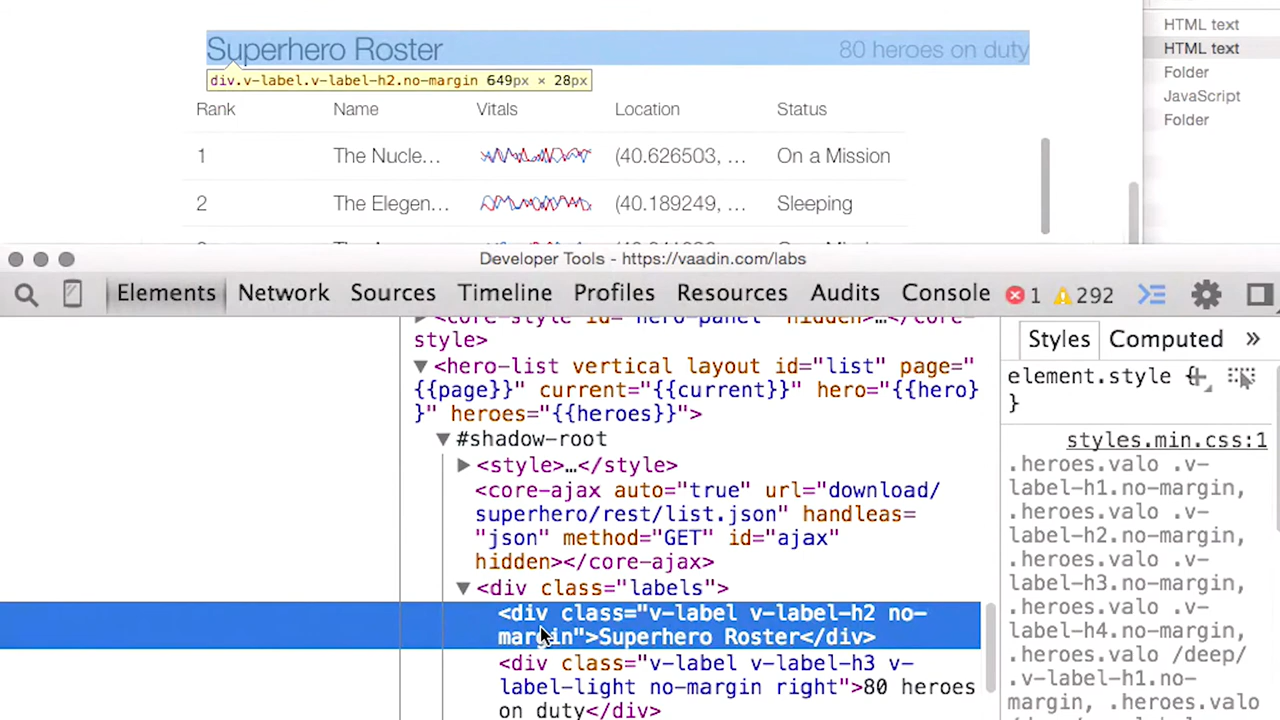 HTML text
Superhero Roster 80 heroes on duty
HTML text
div.v-label.v-label-h2.no-margin 649px × 28px
Folder
JavaScript
Rank Name Vitals Location Status
Folder
1 The Nucle... (40.626503, ... On a Mission
2 The Elegen... (40.189249, ... Sleeping
Developer Tools - https://vaadin.com/labs
Elements Network Sources Timeline Profiles Resources Audits Console 1 292
<core-style id="hero-panel" hidden>…</core-
style>
<hero-list vertical layout id="list" page="
{{page}}" current="{{current}}" hero="{{hero}
}" heroes="{{heroes}}">
#shadow-root
<style>…</style>
<core-ajax auto="true" url="download/
superhero/rest/list.json" handleas=
"json" method="GET" id="ajax"
hidden></core-ajax>
<div class="labels">
<div class="v-label v-label-h2 no-
margin">Superhero Roster</div>
<div class="v-label v-label-h3 v-
label-light no-margin right">80 heroes
on duty</div>
Styles Computed »
element.style {
}
styles.min.css:1
.heroes.valo .v-
label-h1.no-margin,
.heroes.valo .v-
label-h2.no-margin,
.heroes.valo .v-
label-h3.no-margin,
.heroes.valo .v-
label-h4.no-margin,
.heroes.valo /deep/
.v-label-h1.no-
margin, .heroes.valo